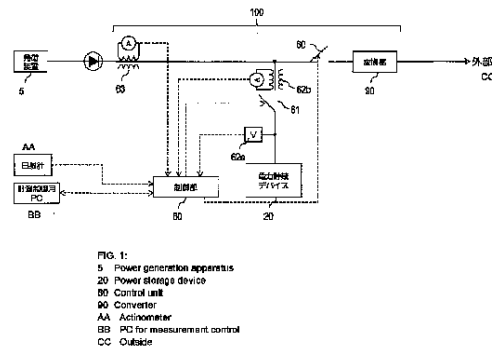 100
A
60
発電
装置
変換部
外部
5
63
A
62b
90
CC
61
AA
V
62a
日射計
計測制御用
PC
制御部
電力貯蔵
デバイス
BB
80
20
FIG. 1:
5 Power generation apparatus
20 Power storage device
80 Control unit
90 Converter
AA Actinometer
BB PC for measurement control
CC Outside